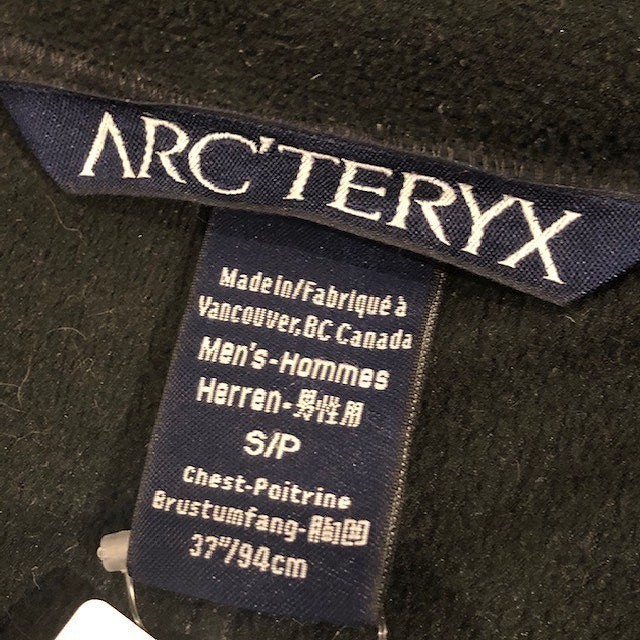 ARC'TERYX
Made in/Fabriqué à
Vancouver, BC Canada
Men's-Hommes
Herren-男性用
S/P
Chest-Poitrine
Brustumfang-胸囲
37"/94cm